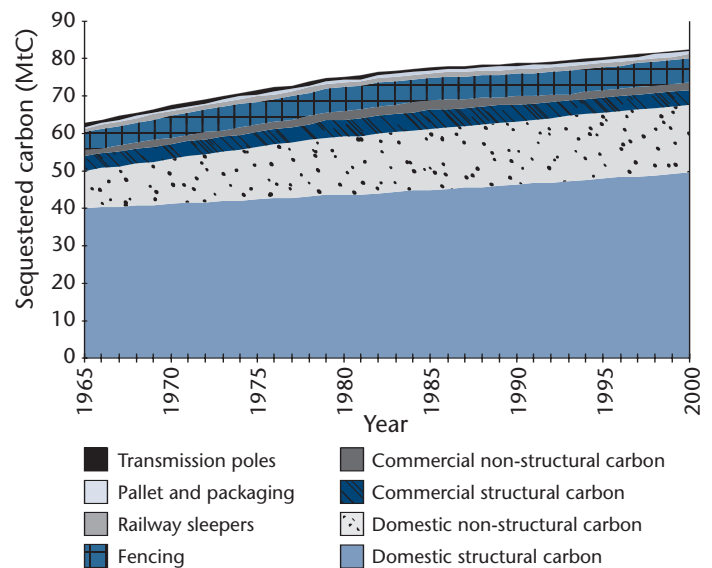 Sequestered carbon (MtC)
90
80
70
60
50
40
30
20
10
0
1965
1970
1975
1980
1985
1990
1995
2000
Year
Transmission poles
Pallet and packaging
Railway sleepers
Fencing
Commercial non-structural carbon
Commercial structural carbon
Domestic non-structural carbon
Domestic structural carbon